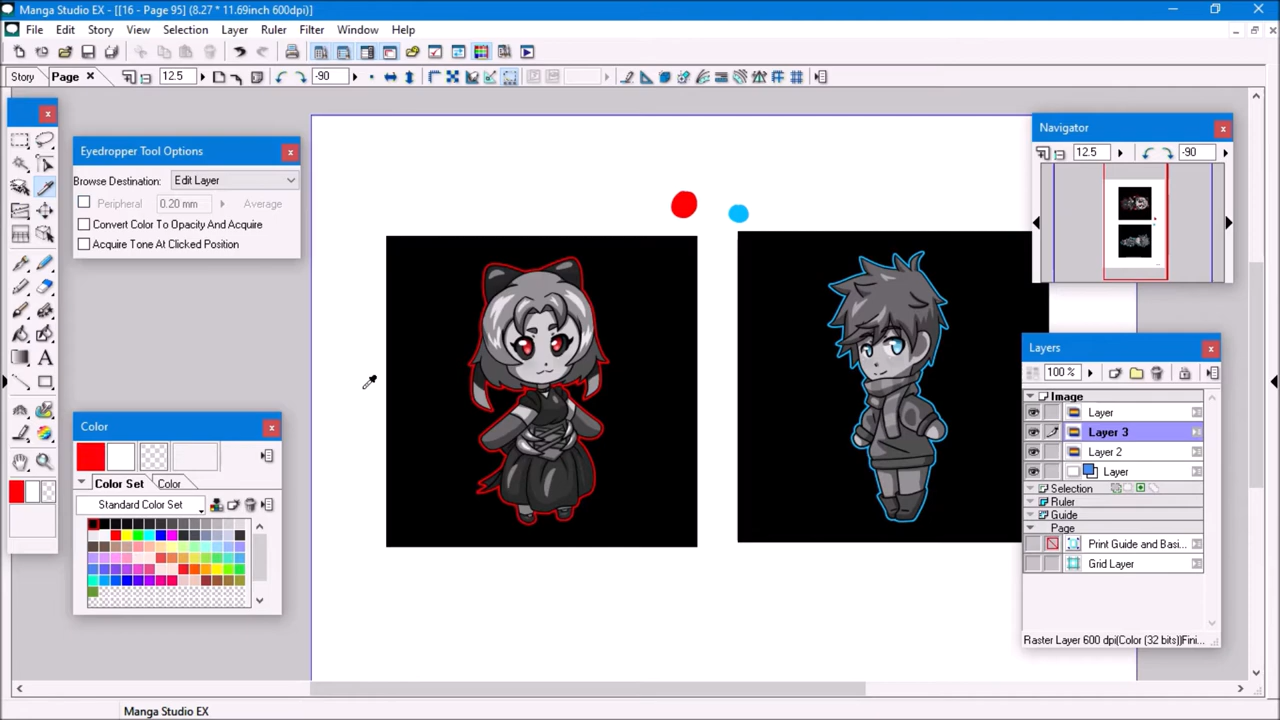 Manga Studio EX - [[16 - Page 95] (8.27 * 11.69inch 600dpi)]
File Edit Story View Selection Layer Ruler Filter Window Help
Story Page 12.5 -90
Eyedropper Tool Options
Browse Destination: Edit Layer
Peripheral 0.20 mm Average
Convert Color To Opacity And Acquire
Acquire Tone At Clicked Position
Color
Color Set Color
Standard Color Set
Navigator
12.5 -90
Layers
100 %
Image
Layer
Layer 3
Layer 2
Layer
Selection
Ruler
Guide
Page
Print Guide and Basi...
Grid Layer
Raster Layer 600 dpi(Color (32 bits))Fini...
Manga Studio EX